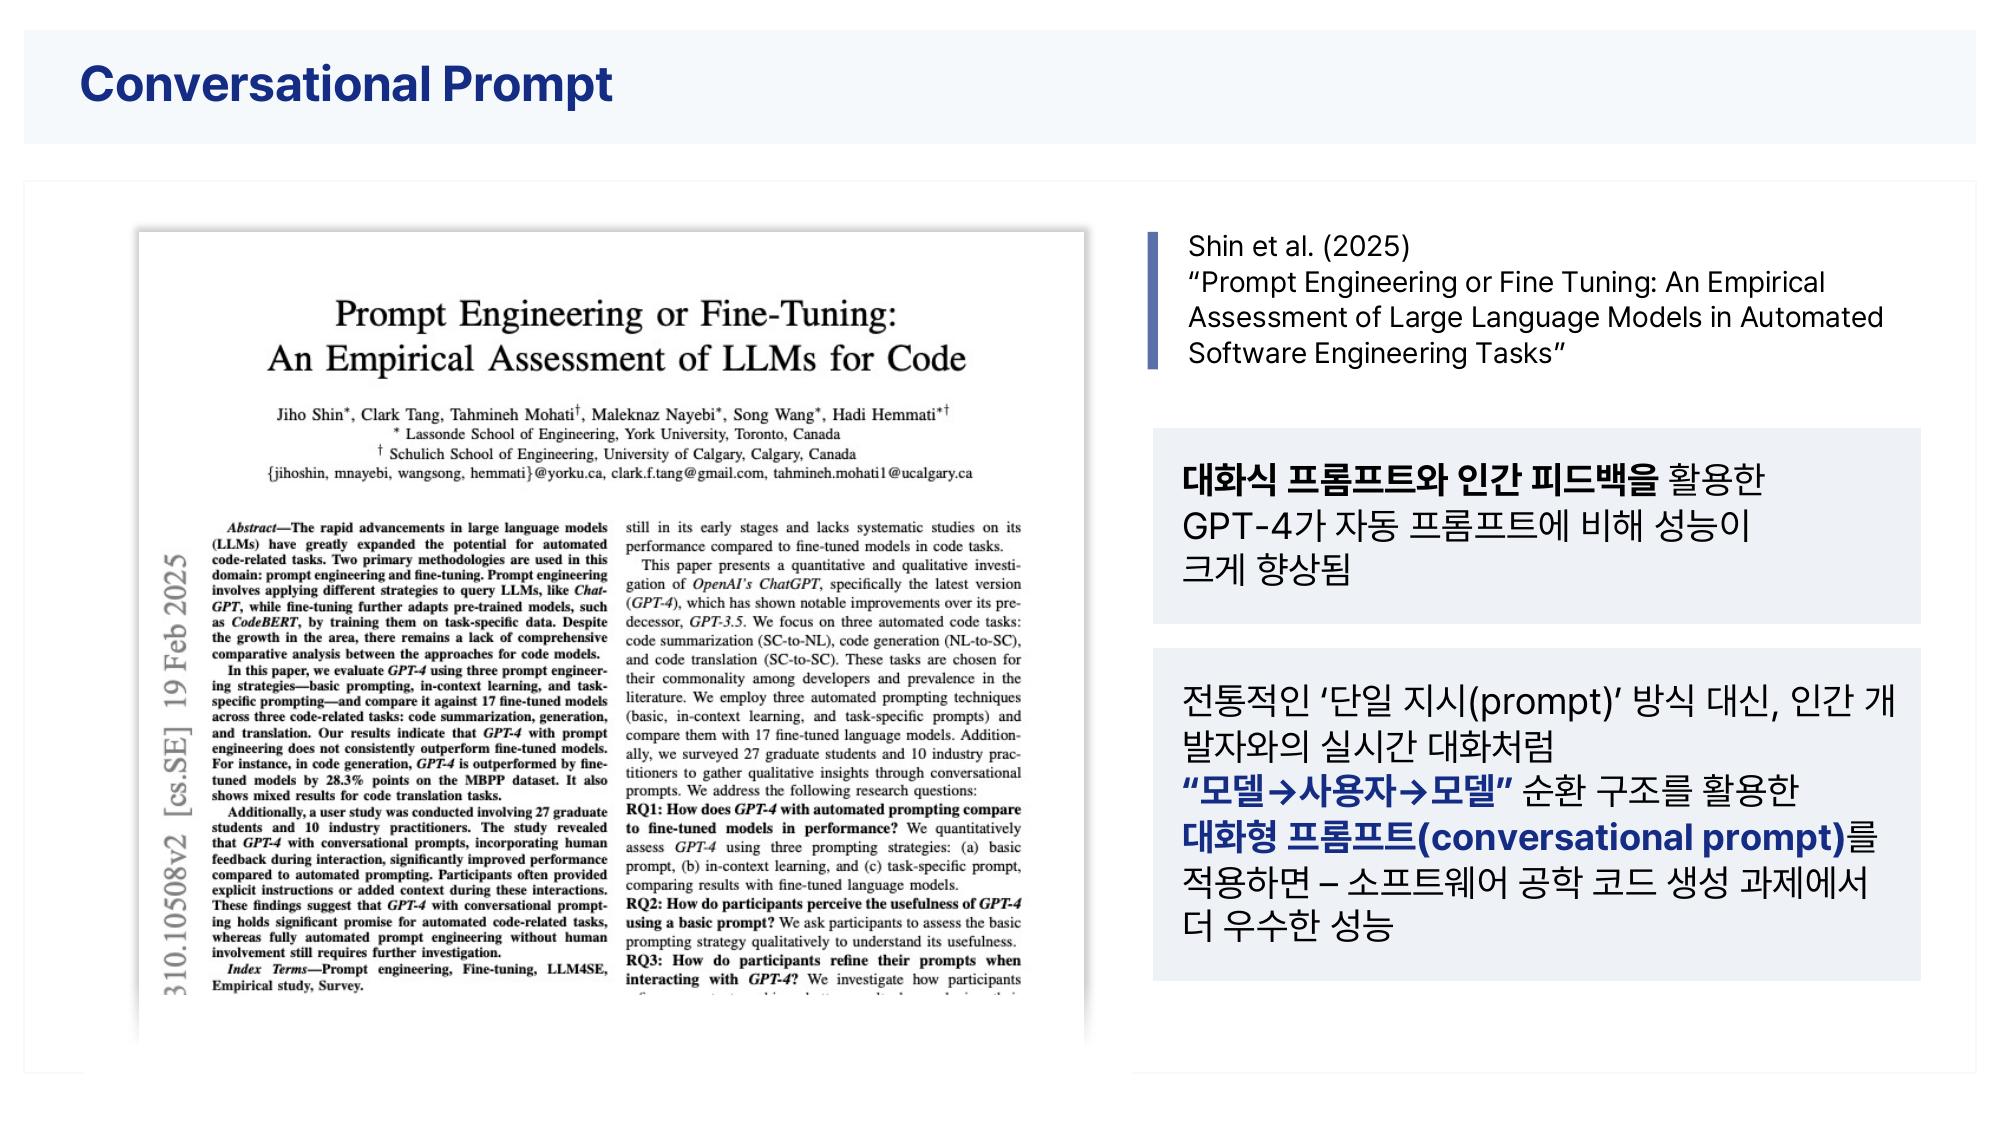 Conversational Prompt
Prompt Engineering or Fine-Tuning:
An Empirical Assessment of LLMs for Code
Jiho Shin*, Clark Tang, Tahmineh Mohati†, Maleknaz Nayebi*, Song Wang*, Hadi Hemmati*†
* Lassonde School of Engineering, York University, Toronto, Canada
† Schulich School of Engineering, University of Calgary, Calgary, Canada
{jihoshin, mnayebi, wangsong, hemmati}@yorku.ca, clark.f.tang@gmail.com, tahmineh.mohati1@ucalgary.ca
310.10508v2 [cs.SE] 19 Feb 2025
Abstract—The rapid advancements in large language models
(LLMs) have greatly expanded the potential for automated
code-related tasks. Two primary methodologies are used in this
domain: prompt engineering and fine-tuning. Prompt engineering
involves applying different strategies to query LLMs, like Chat-
GPT, while fine-tuning further adapts pre-trained models, such
as CodeBERT, by training them on task-specific data. Despite
the growth in the area, there remains a lack of comprehensive
comparative analysis between the approaches for code models.
In this paper, we evaluate GPT-4 using three prompt engineer-
ing strategies—basic prompting, in-context learning, and task-
specific prompting—and compare it against 17 fine-tuned models
across three code-related tasks: code summarization, generation,
and translation. Our results indicate that GPT-4 with prompt
engineering does not consistently outperform fine-tuned models.
For instance, in code generation, GPT-4 is outperformed by fine-
tuned models by 28.3% points on the MBPP dataset. It also
shows mixed results for code translation tasks.
Additionally, a user study was conducted involving 27 graduate
students and 10 industry practitioners. The study revealed
that GPT-4 with conversational prompts, incorporating human
feedback during interaction, significantly improved performance
compared to automated prompting. Participants often provided
explicit instructions or added context during these interactions.
These findings suggest that GPT-4 with conversational prompt-
ing holds significant promise for automated code-related tasks,
whereas fully automated prompt engineering without human
involvement still requires further investigation.
Index Terms—Prompt engineering, Fine-tuning, LLM4SE,
Empirical study, Survey.
still in its early stages and lacks systematic studies on its
performance compared to fine-tuned models in code tasks.
This paper presents a quantitative and qualitative investi-
gation of OpenAI's ChatGPT, specifically the latest version
(GPT-4), which has shown notable improvements over its pre-
decessor, GPT-3.5. We focus on three automated code tasks:
code summarization (SC-to-NL), code generation (NL-to-SC),
and code translation (SC-to-SC). These tasks are chosen for
their commonality among developers and prevalence in the
literature. We employ three automated prompting techniques
(basic, in-context learning, and task-specific prompts) and
compare them with 17 fine-tuned language models. Addition-
ally, we surveyed 27 graduate students and 10 industry prac-
titioners to gather qualitative insights through conversational
prompts. We address the following research questions:
RQ1: How does GPT-4 with automated prompting compare
to fine-tuned models in performance? We quantitatively
assess GPT-4 using three prompting strategies: (a) basic
prompt, (b) in-context learning, and (c) task-specific prompt,
comparing results with fine-tuned language models.
RQ2: How do participants perceive the usefulness of GPT-4
using a basic prompt? We ask participants to assess the basic
prompting strategy qualitatively to understand its usefulness.
RQ3: How do participants refine their prompts when
interacting with GPT-4? We investigate how participants
Shin et al. (2025)
“Prompt Engineering or Fine Tuning: An Empirical
Assessment of Large Language Models in Automated
Software Engineering Tasks”
대화식 프롬프트와 인간 피드백을 활용한
GPT-4가 자동 프롬프트에 비해 성능이
크게 향상됨
전통적인 ‘단일 지시(prompt)’ 방식 대신, 인간 개
발자와의 실시간 대화처럼
“모델→사용자→모델” 순환 구조를 활용한
대화형 프롬프트(conversational prompt)를
적용하면 – 소프트웨어 공학 코드 생성 과제에서
더 우수한 성능